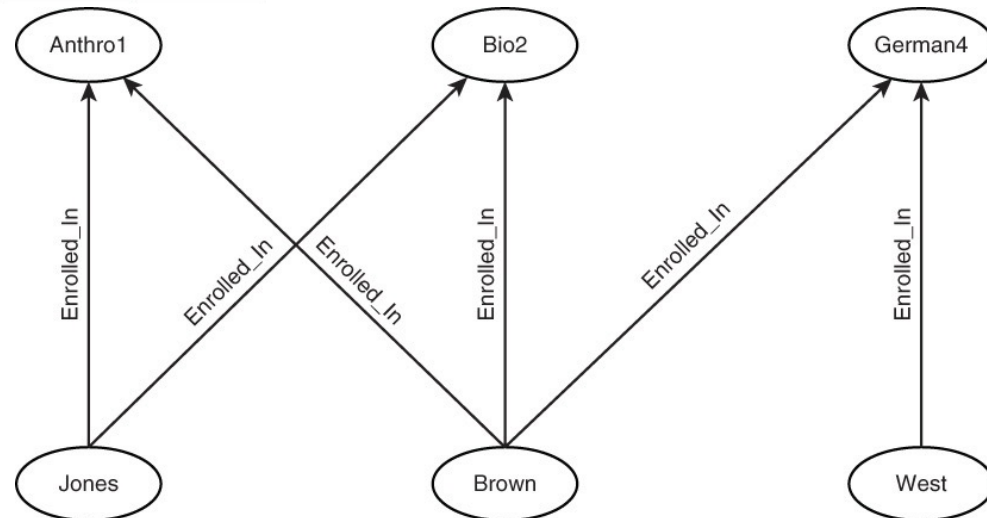 Anthro1
Bio2
German4
Enrolled_In
Enrolled_In
Enrolled_In
Enrolled_In
Enrolled_In
Enrolled_In
Jones
Brown
West